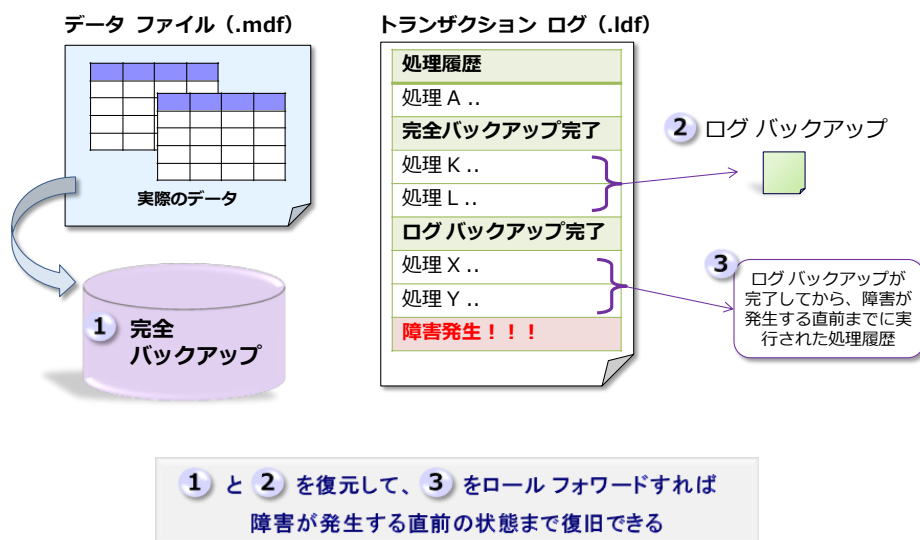 データ ファイル（.mdf）
実際のデータ
1 完全
バックアップ
トランザクション ログ（.ldf）
処理履歴
処理 A ..
完全バックアップ完了
処理 K ..
処理 L ..
ログ バックアップ完了
処理 X ..
処理 Y ..
障害発生！！！
2 ログ バックアップ
3
ログ バックアップが
完了してから、障害が
発生する直前までに実
行された処理履歴
1 と 2 を復元して、 3 をロール フォワードすれば
障害が発生する直前の状態まで復旧できる